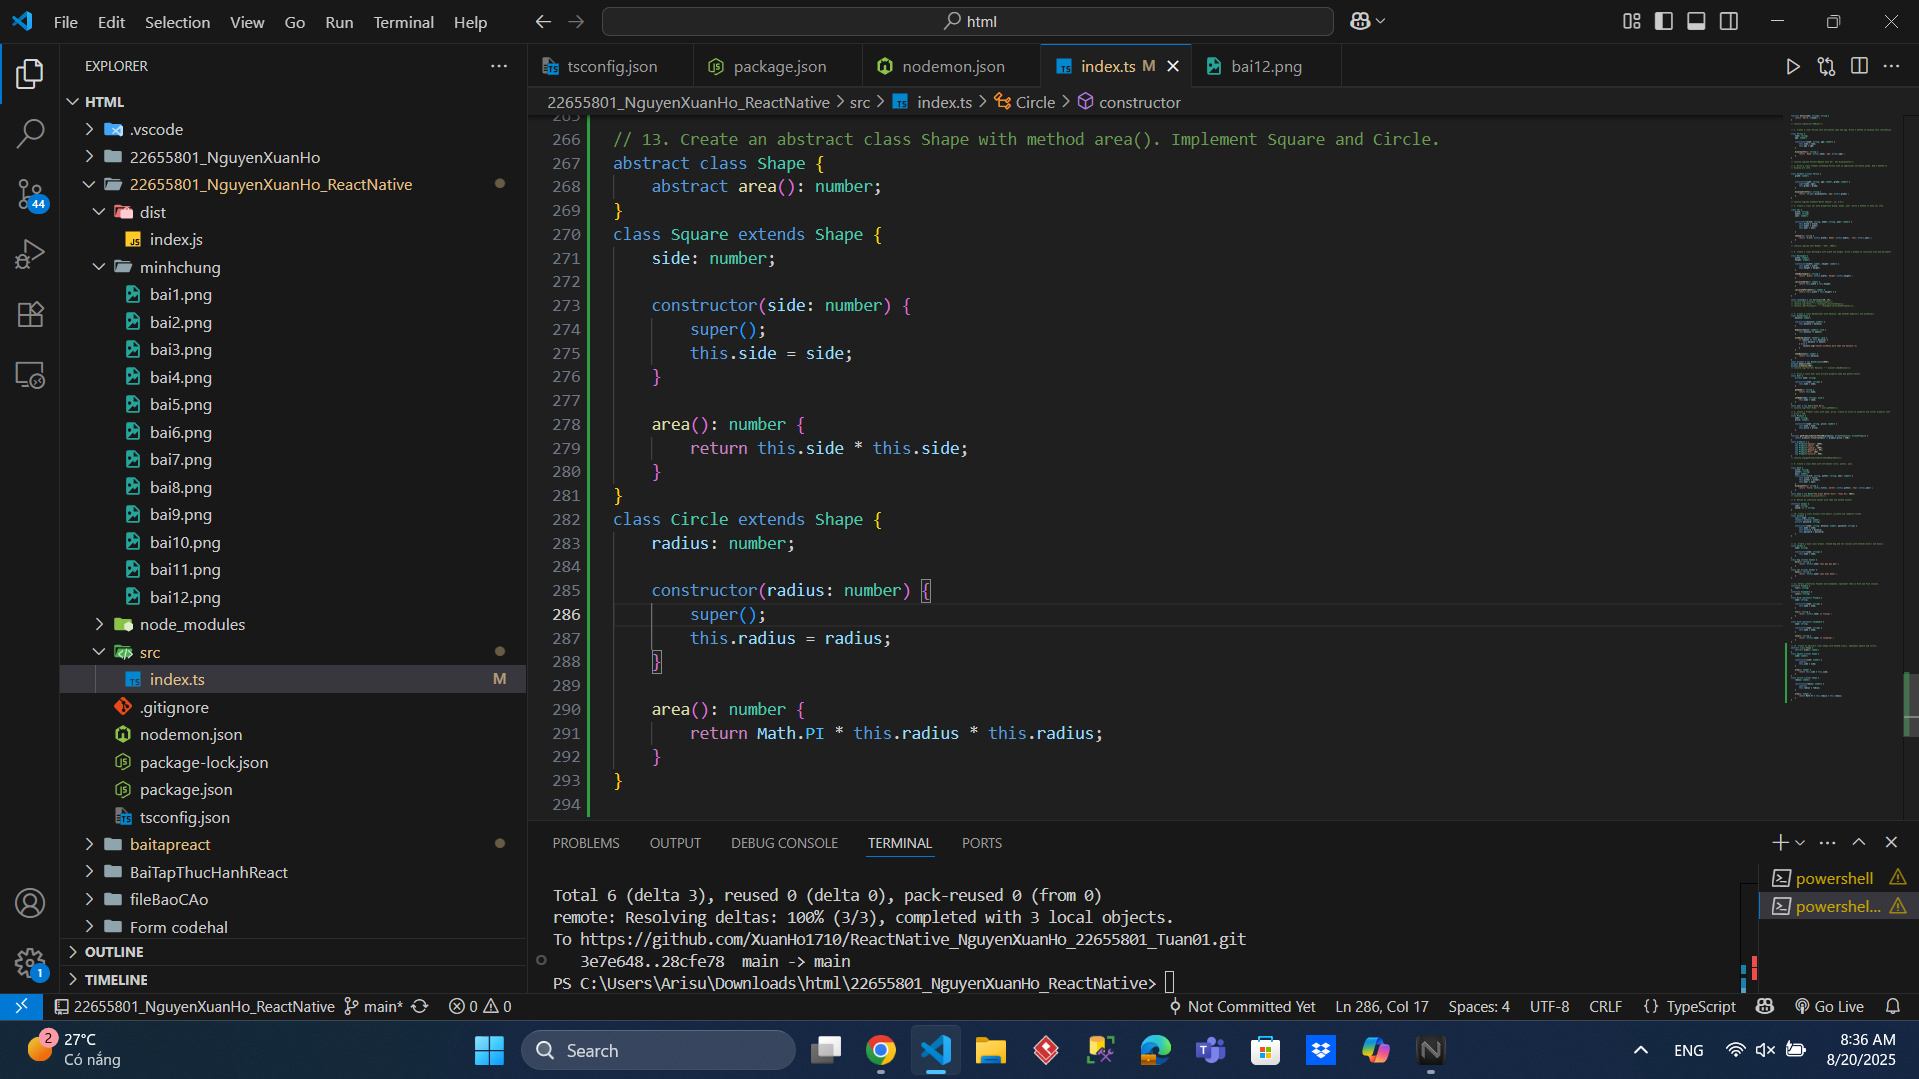 File Edit Selection View Go Run Terminal Help
html
EXPLORER
HTML
.vscode
22655801_NguyenXuanHo
22655801_NguyenXuanHo_ReactNative
dist
index.js
minhchung
bai1.png
bai2.png
bai3.png
bai4.png
bai5.png
bai6.png
bai7.png
bai8.png
bai9.png
bai10.png
bai11.png
bai12.png
node_modules
src
index.ts M
.gitignore
nodemon.json
package-lock.json
package.json
tsconfig.json
baitapreact
BaiTapThucHanhReact
fileBaoCAo
Form codehal
OUTLINE
TIMELINE
44
1
tsconfig.json package.json nodemon.json index.ts M bai12.png
22655801_NguyenXuanHo_ReactNative > src > index.ts > Circle > constructor
265
266 // 13. Create an abstract class Shape with method area(). Implement Square and Circle.
267 abstract class Shape {
268 abstract area(): number;
269 }
270 class Square extends Shape {
271 side: number;
272
273 constructor(side: number) {
274 super();
275 this.side = side;
276 }
277
278 area(): number {
279 return this.side * this.side;
280 }
281 }
282 class Circle extends Shape {
283 radius: number;
284
285 constructor(radius: number) {
286 super();
287 this.radius = radius;
288 }
289
290 area(): number {
291 return Math.PI * this.radius * this.radius;
292 }
293 }
294
PROBLEMS OUTPUT DEBUG CONSOLE TERMINAL PORTS
Total 6 (delta 3), reused 0 (delta 0), pack-reused 0 (from 0)
remote: Resolving deltas: 100% (3/3), completed with 3 local objects.
To https://github.com/XuanHo1710/ReactNative_NguyenXuanHo_22655801_Tuan01.git
3e7e648..28cfe78 main -> main
PS C:\Users\Arisu\Downloads\html\22655801_NguyenXuanHo_ReactNative>
powershell
powershel...
22655801_NguyenXuanHo_ReactNative main* 0 0 Not Committed Yet Ln 286, Col 17 Spaces: 4 UTF-8 CRLF {} TypeScript Go Live
2
27°C
Có nắng
Search
ENG
8:36 AM
8/20/2025